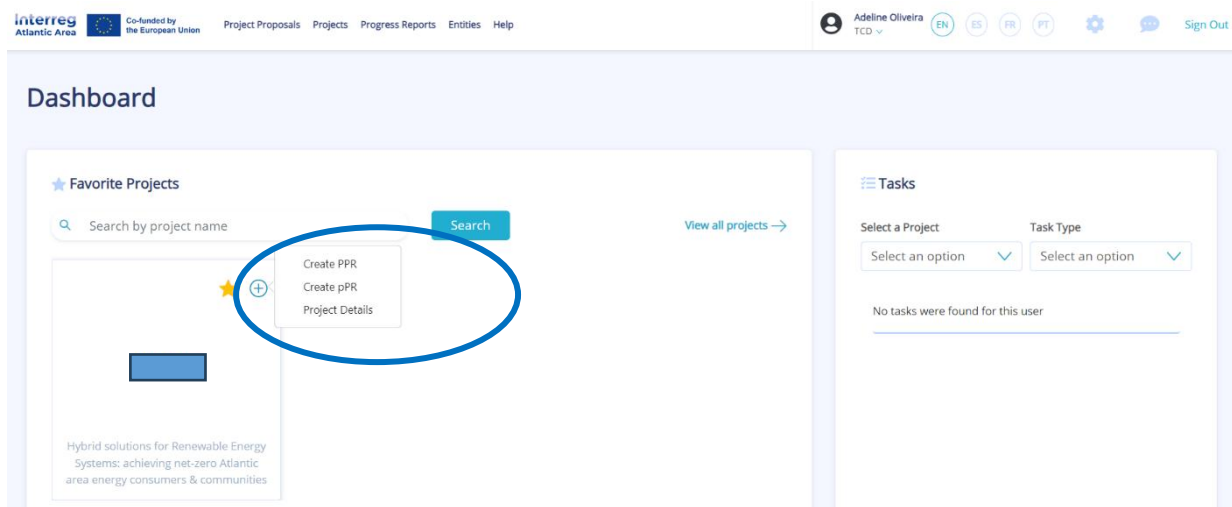 Interreg
Atlantic Area
Co-funded by
the European Union
Project Proposals Projects Progress Reports Entities Help
Adeline Oliveira
TCD
EN ES FR PT
Sign Out
Dashboard
Favorite Projects
Search by project name
Search
View all projects
Create PPR
Create pPR
Project Details
Hybrid solutions for Renewable Energy
Systems: achieving net-zero Atlantic
area energy consumers & communities
Tasks
Select a Project Task Type
Select an option Select an option
No tasks were found for this user